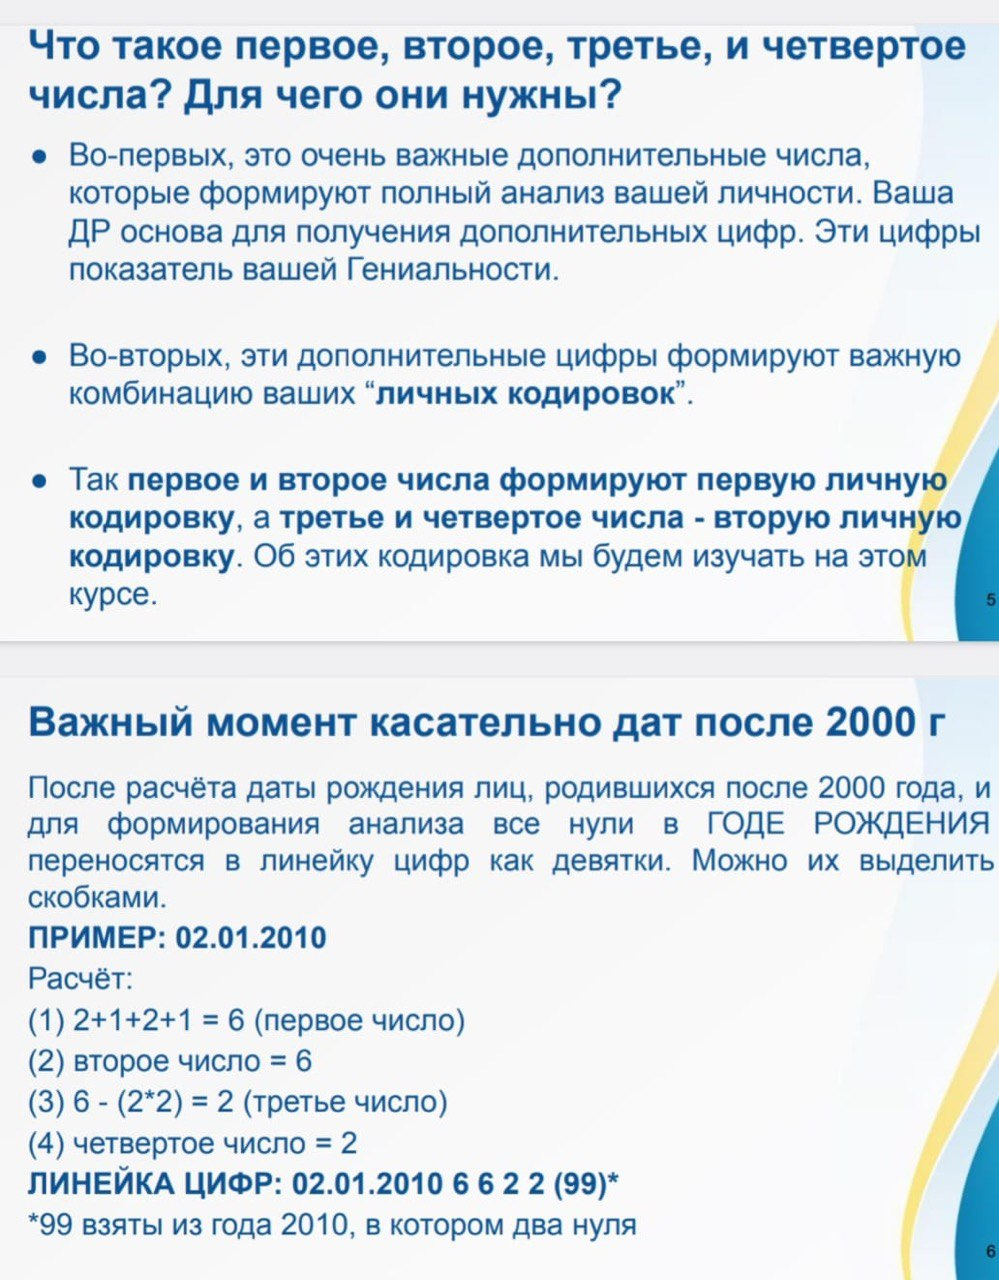 Что такое первое, второе, третье, и четвертое
числа? Для чего они нужны?
● Во-первых, это очень важные дополнительные числа,
которые формируют полный анализ вашей личности. Ваша
ДР основа для получения дополнительных цифр. Эти цифры
показатель вашей Гениальности.
● Во-вторых, эти дополнительные цифры формируют важную
комбинацию ваших “личных кодировок”.
● Так первое и второе числа формируют первую личную
кодировку, а третье и четвертое числа - вторую личную
кодировку. Об этих кодировка мы будем изучать на этом
курсе.
5
Важный момент касательно дат после 2000 г
После расчёта даты рождения лиц, родившихся после 2000 года, и
для формирования анализа все нули в ГОДЕ РОЖДЕНИЯ
переносятся в линейку цифр как девятки. Можно их выделить
скобками.
ПРИМЕР: 02.01.2010
Расчёт:
(1) 2+1+2+1 = 6 (первое число)
(2) второе число = 6
(3) 6 - (2*2) = 2 (третье число)
(4) четвертое число = 2
ЛИНЕЙКА ЦИФР: 02.01.2010 6 6 2 2 (99)*
*99 взяты из года 2010, в котором два нуля
6